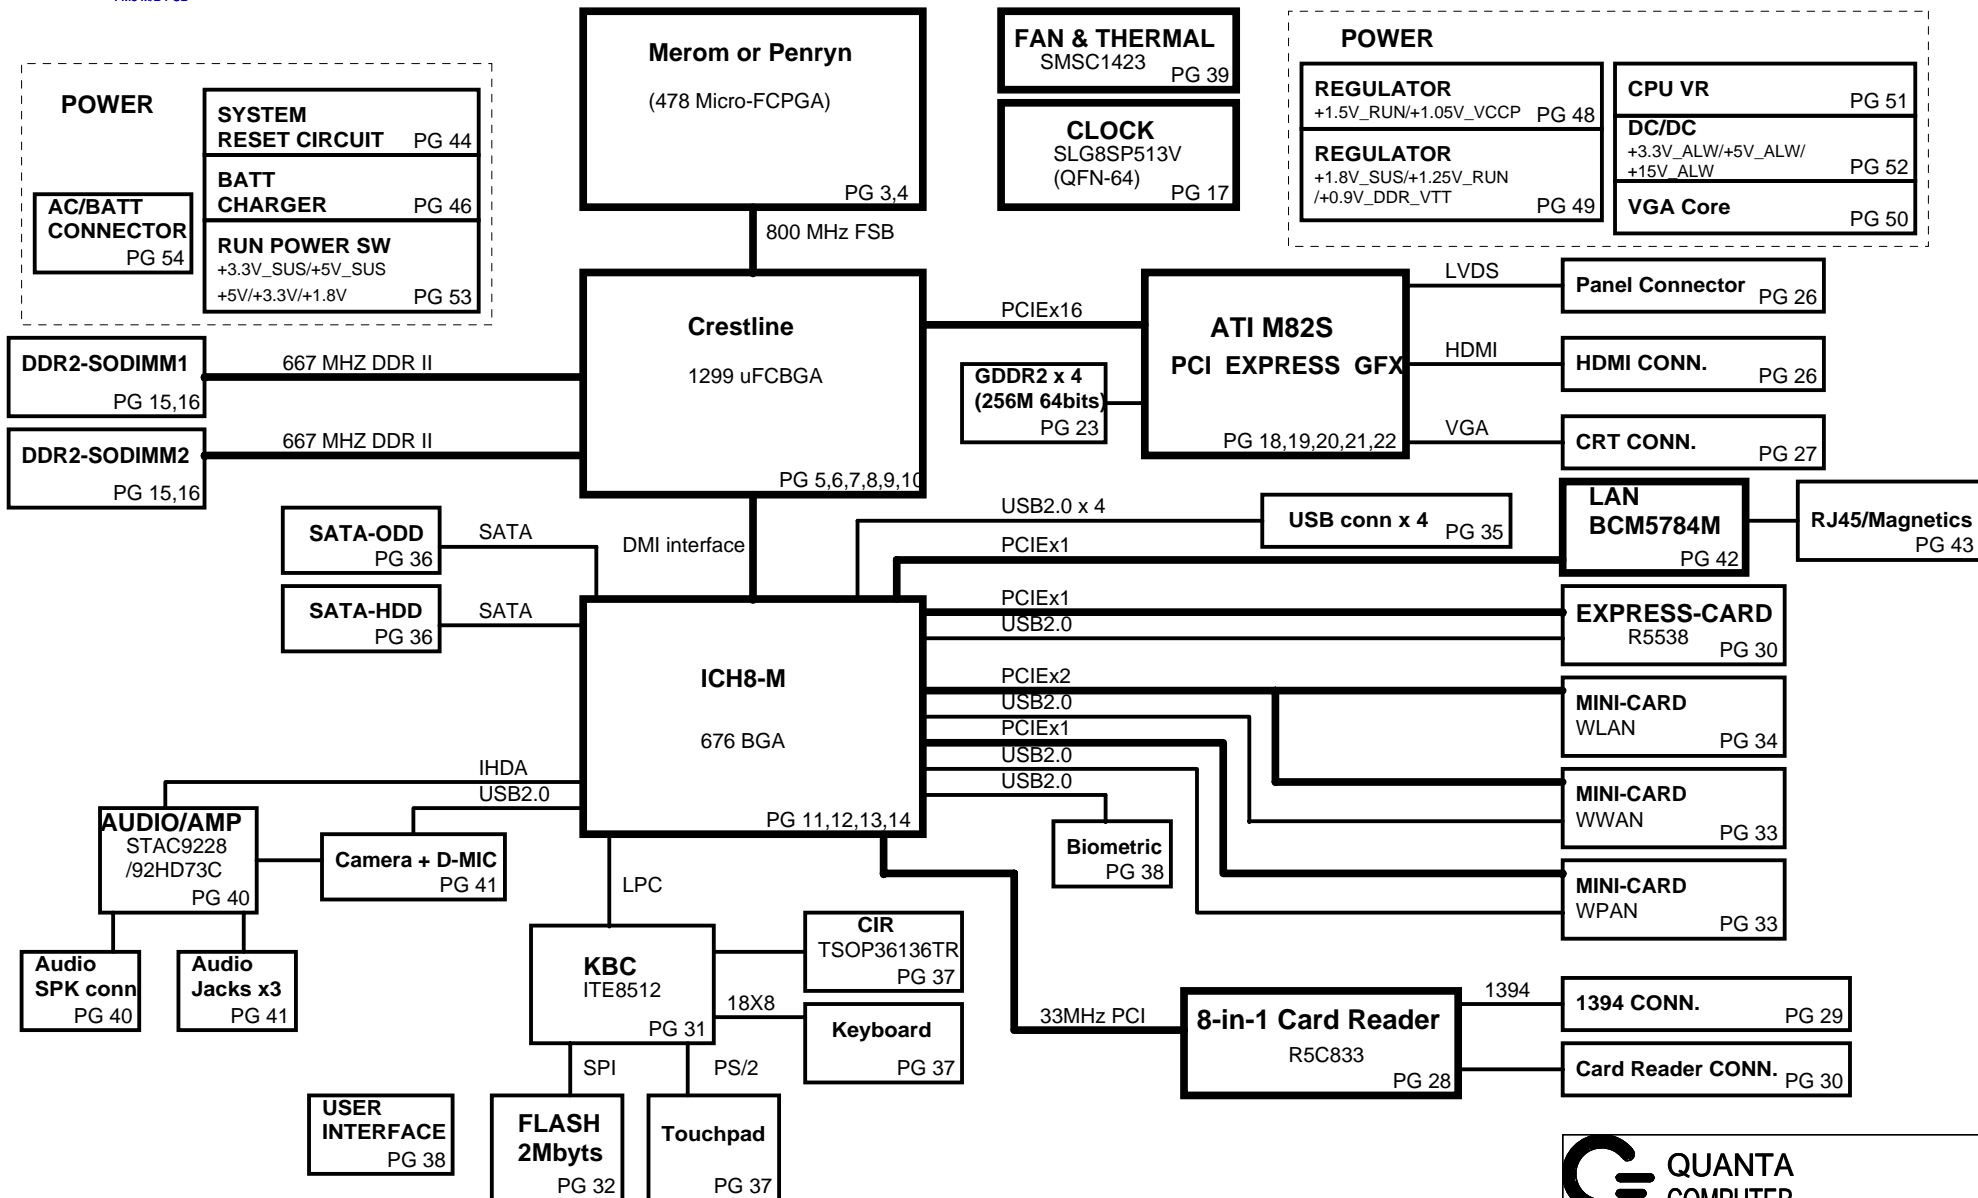 POWER
SYSTEM
RESET CIRCUIT PG 44
BATT
CHARGER PG 46
RUN POWER SW
+3.3V_SUS/+5V_SUS
+5V/+3.3V/+1.8V PG 53
AC/BATT
CONNECTOR
PG 54
Merom or Penryn
(478 Micro-FCPGA)
PG 3,4
FAN & THERMAL
SMSC1423
PG 39
CLOCK
SLG8SP513V
(QFN-64)
PG 17
POWER
REGULATOR
+1.5V_RUN/+1.05V_VCCP PG 48
REGULATOR
+1.8V_SUS/+1.25V_RUN
/+0.9V_DDR_VTT
PG 49
CPU VR
PG 51
DC/DC
+3.3V_ALW/+5V_ALW/
+15V_ALW PG 52
VGA Core
PG 50
800 MHz FSB
Crestline
1299 uFCBGA
PG 5,6,7,8,9,10
DDR2-SODIMM1
PG 15,16
667 MHZ DDR II
DDR2-SODIMM2
PG 15,16
667 MHZ DDR II
PCIEx16
ATI M82S
PCI EXPRESS GFX
PG 18,19,20,21,22
GDDR2 x 4
(256M 64bits)
PG 23
LVDS
Panel Connector
PG 26
HDMI
HDMI CONN.
PG 26
VGA
CRT CONN.
PG 27
SATA-ODD
PG 36
SATA
SATA-HDD
PG 36
SATA
DMI interface
USB2.0 x 4
USB conn x 4
PG 35
PCIEx1
LAN
BCM5784M
PG 42
RJ45/Magnetics
PG 43
ICH8-M
676 BGA
PG 11,12,13,14
PCIEx1
USB2.0
EXPRESS-CARD
R5538
PG 30
PCIEx2
USB2.0
PCIEx1
USB2.0
USB2.0
MINI-CARD
WLAN
PG 34
MINI-CARD
WWAN
PG 33
MINI-CARD
WPAN
PG 33
Biometric
PG 38
IHDA
USB2.0
AUDIO/AMP
STAC9228
/92HD73C
PG 40
Camera + D-MIC
PG 41
Audio
SPK conn
PG 40
Audio
Jacks x3
PG 41
LPC
KBC
ITE8512
PG 31
CIR
TSOP36136TR
PG 37
18X8
Keyboard
PG 37
SPI
PS/2
USER
INTERFACE
PG 38
FLASH
2Mbyts
PG 32
Touchpad
PG 37
33MHz PCI
8-in-1 Card Reader
R5C833
PG 28
1394
1394 CONN.
PG 29
Card Reader CONN.
PG 30
QUANTA
COMPUTER